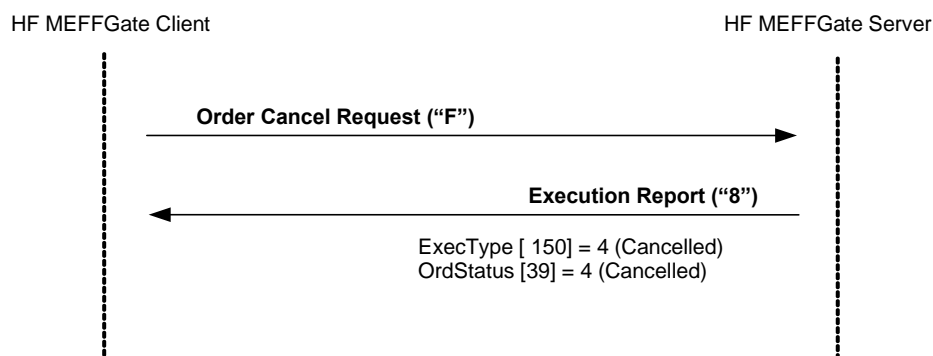 HF MEFFGate Client
HF MEFFGate Server
Order Cancel Request (“F”)
Execution Report (“8”)
ExecType [ 150] = 4 (Cancelled)
OrdStatus [39] = 4 (Cancelled)